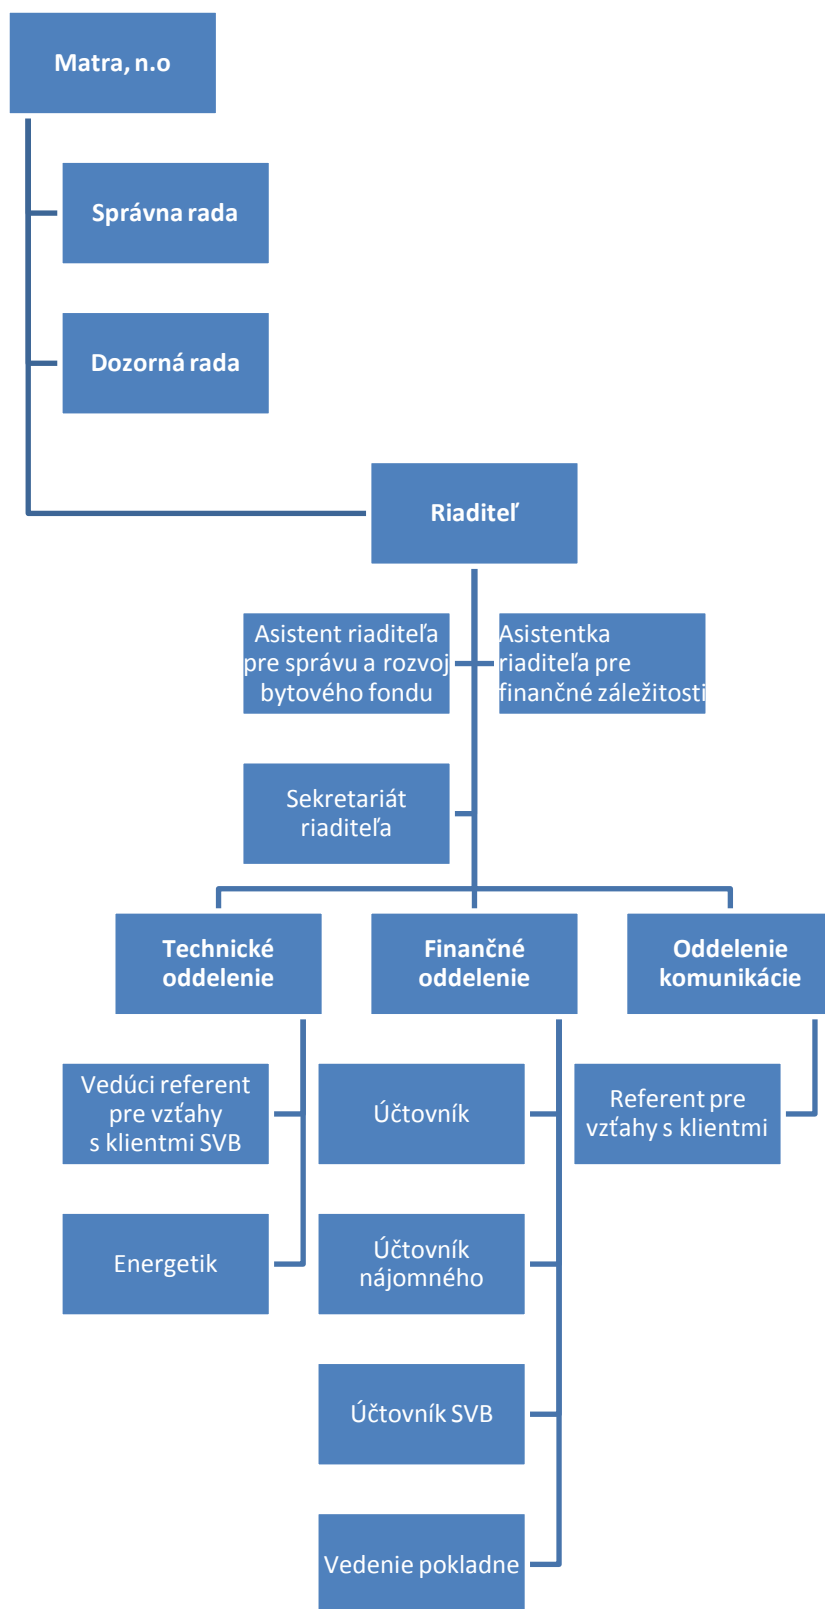 Matra, n.o
Správna rada
Dozorná rada
Riaditeľ
Asistent riaditeľa
pre správu a rozvoj
bytového fondu
Asistentka
riaditeľa pre
finančné záležitosti
Sekretariát
riaditeľa
Technické
oddelenie
Finančné
oddelenie
Oddelenie
komunikácie
Vedúci referent
pre vzťahy
s klientmi SVB
Účtovník
Referent pre
vzťahy s klientmi
Energetik
Účtovník
nájomného
Účtovník SVB
Vedenie pokladne